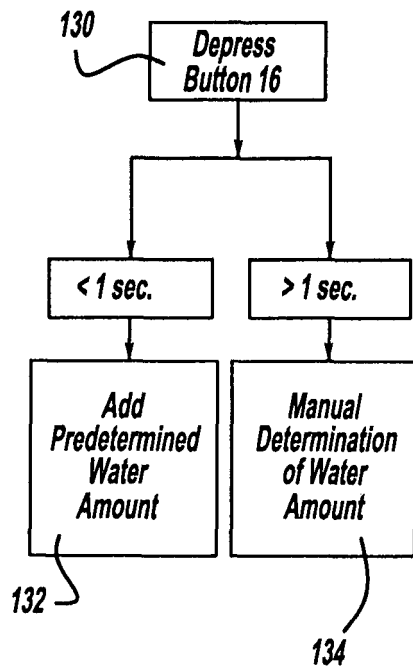 130
Depress
Button 16
< 1 sec.
> 1 sec.
Add
Predetermined
Water
Amount
Manual
Determination
of Water
Amount
132
134